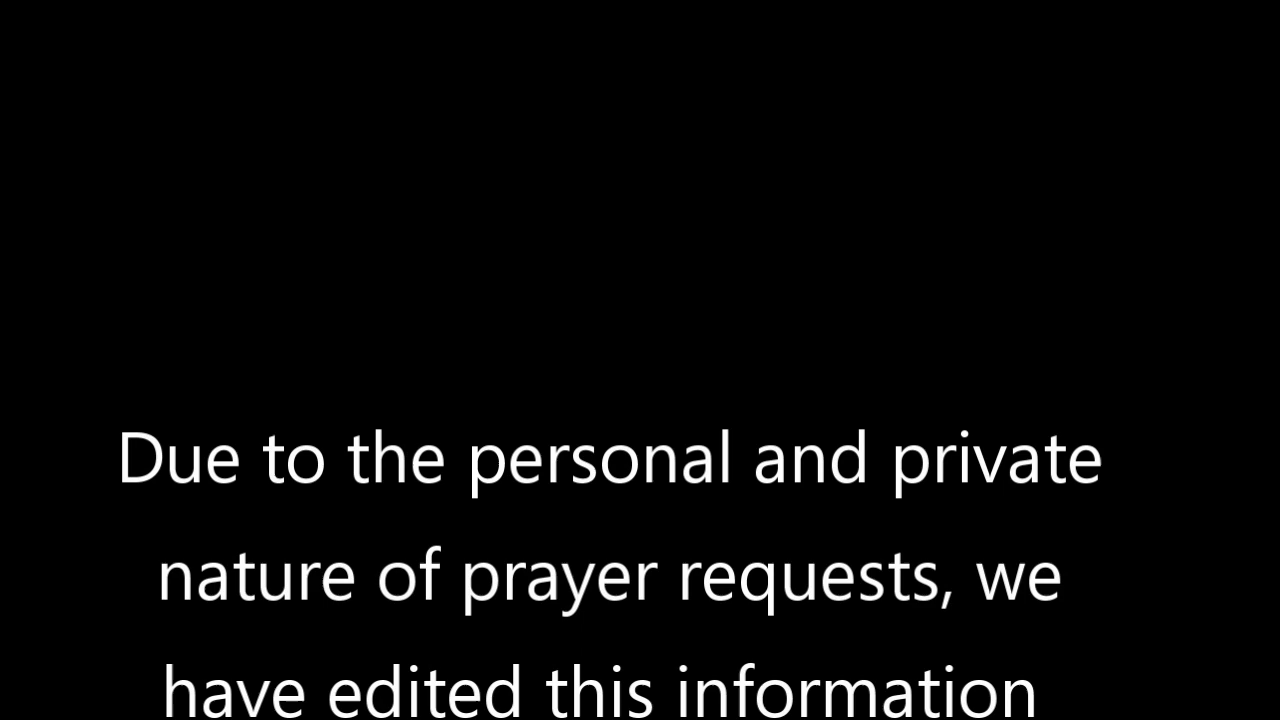 Due to the personal and private
nature of prayer requests, we
have edited this information